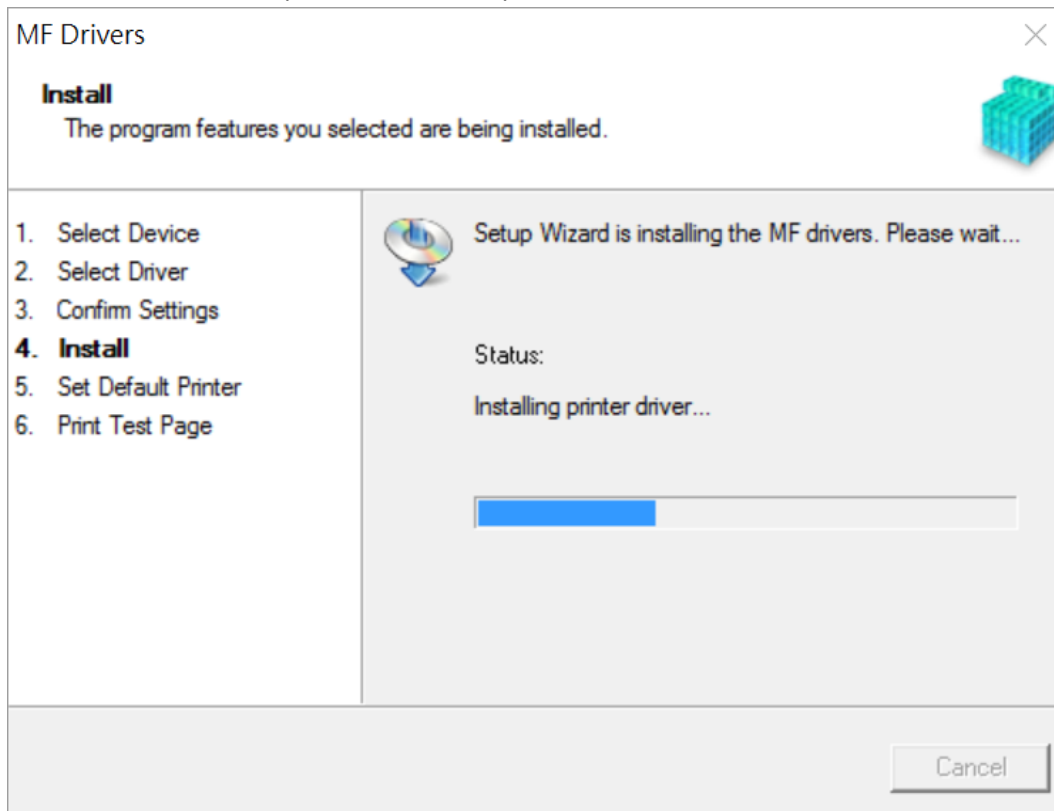 MF Drivers
Install
The program features you selected are being installed.
1. Select Device
2. Select Driver
3. Confirm Settings
4. Install
5. Set Default Printer
6. Print Test Page
Setup Wizard is installing the MF drivers. Please wait...
Status:
Installing printer driver...
Cancel